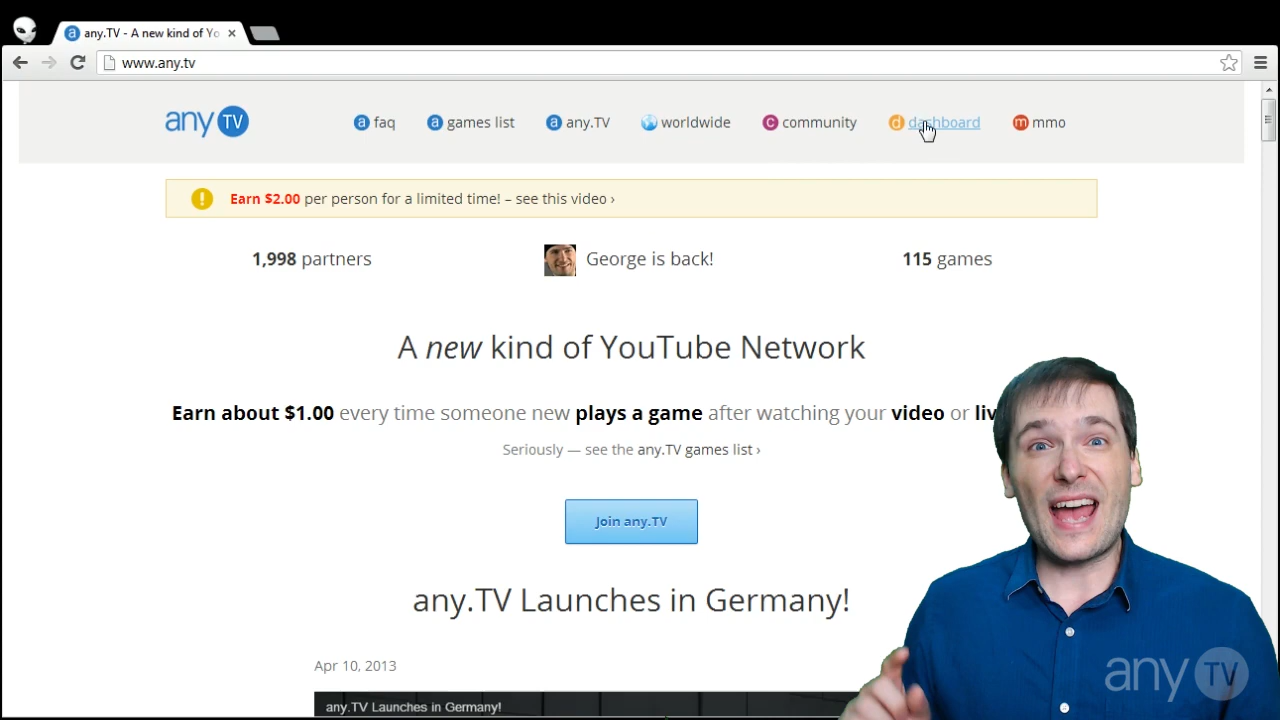 any.TV - A new kind of Yo
www.any.tv
any TV
a faq
a games list
a any.TV
worldwide
c community
d dashboard
m mmo
! Earn $2.00 per person for a limited time! – see this video ›
1,998 partners
George is back!
115 games
A new kind of YouTube Network
Earn about $1.00 every time someone new plays a game after watching your video or liv
Seriously — see the any.TV games list ›
Join any.TV
any.TV Launches in Germany!
Apr 10, 2013
any.TV Launches in Germany!
any TV